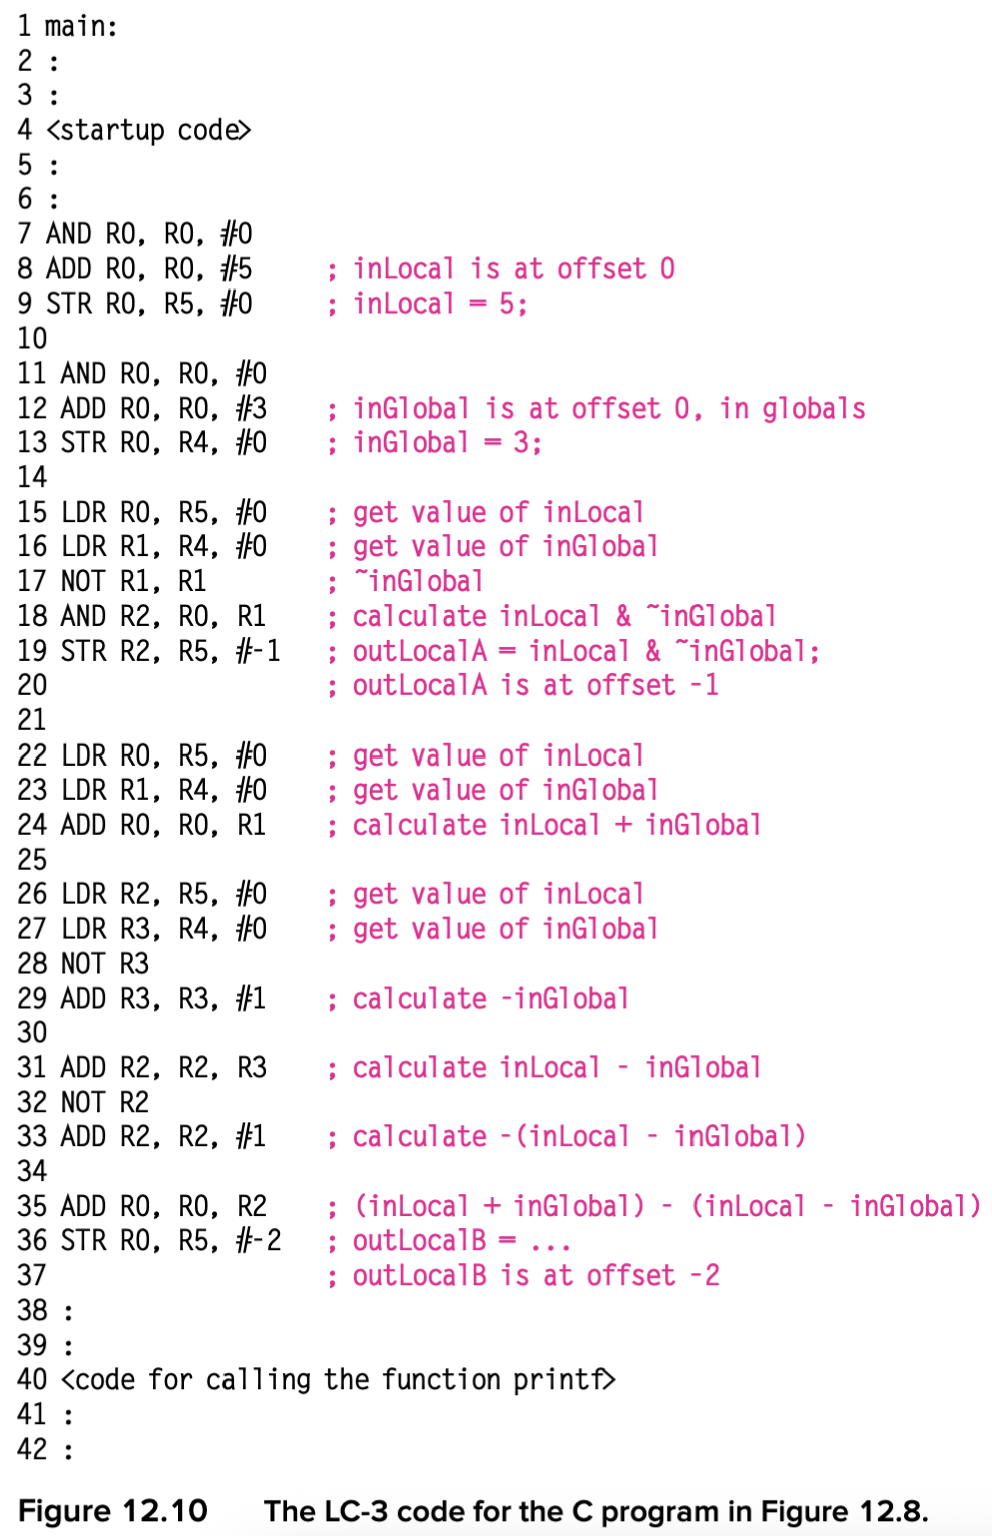 1 main:
2 :
3 :
4 <startup code>
5 :
6 :
7 AND R0, R0, #0
8 ADD R0, R0, #5 ; inLocal is at offset 0
9 STR R0, R5, #0 ; inLocal = 5;
10
11 AND R0, R0, #0
12 ADD R0, R0, #3 ; inGlobal is at offset 0, in globals
13 STR R0, R4, #0 ; inGlobal = 3;
14
15 LDR R0, R5, #0 ; get value of inLocal
16 LDR R1, R4, #0 ; get value of inGlobal
17 NOT R1, R1 ; ~inGlobal
18 AND R2, R0, R1 ; calculate inLocal & ~inGlobal
19 STR R2, R5, #-1 ; outLocalA = inLocal & ~inGlobal;
20 ; outLocalA is at offset -1
21
22 LDR R0, R5, #0 ; get value of inLocal
23 LDR R1, R4, #0 ; get value of inGlobal
24 ADD R0, R0, R1 ; calculate inLocal + inGlobal
25
26 LDR R2, R5, #0 ; get value of inLocal
27 LDR R3, R4, #0 ; get value of inGlobal
28 NOT R3
29 ADD R3, R3, #1 ; calculate -inGlobal
30
31 ADD R2, R2, R3 ; calculate inLocal - inGlobal
32 NOT R2
33 ADD R2, R2, #1 ; calculate -(inLocal - inGlobal)
34
35 ADD R0, R0, R2 ; (inLocal + inGlobal) - (inLocal - inGlobal)
36 STR R0, R5, #-2 ; outLocalB = ...
37 ; outLocalB is at offset -2
38 :
39 :
40 <code for calling the function printf>
41 :
42 :
Figure 12.10 The LC-3 code for the C program in Figure 12.8.